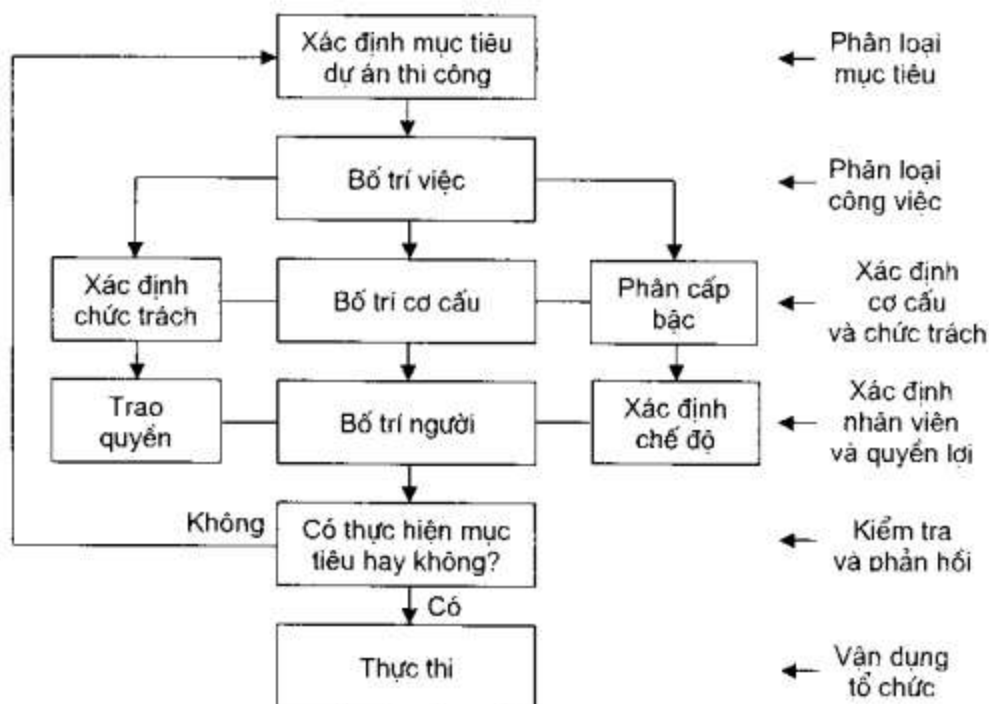 Xác định mục tiêu
dự án thi công
Phân loại
mục tiêu
Bố trí việc
Phân loại
công việc
Xác định
chức trách
Bố trí cơ cấu
Phân cấp
bậc
Xác định
cơ cấu
và chức trách
Trao
quyền
Bố trí người
Xác định
chế độ
Xác định
nhân viên
và quyền lợi
Không
Có thực hiện mục
tiêu hay không?
Kiểm tra
và phản hồi
Có
Thực thi
Vận dụng
tổ chức